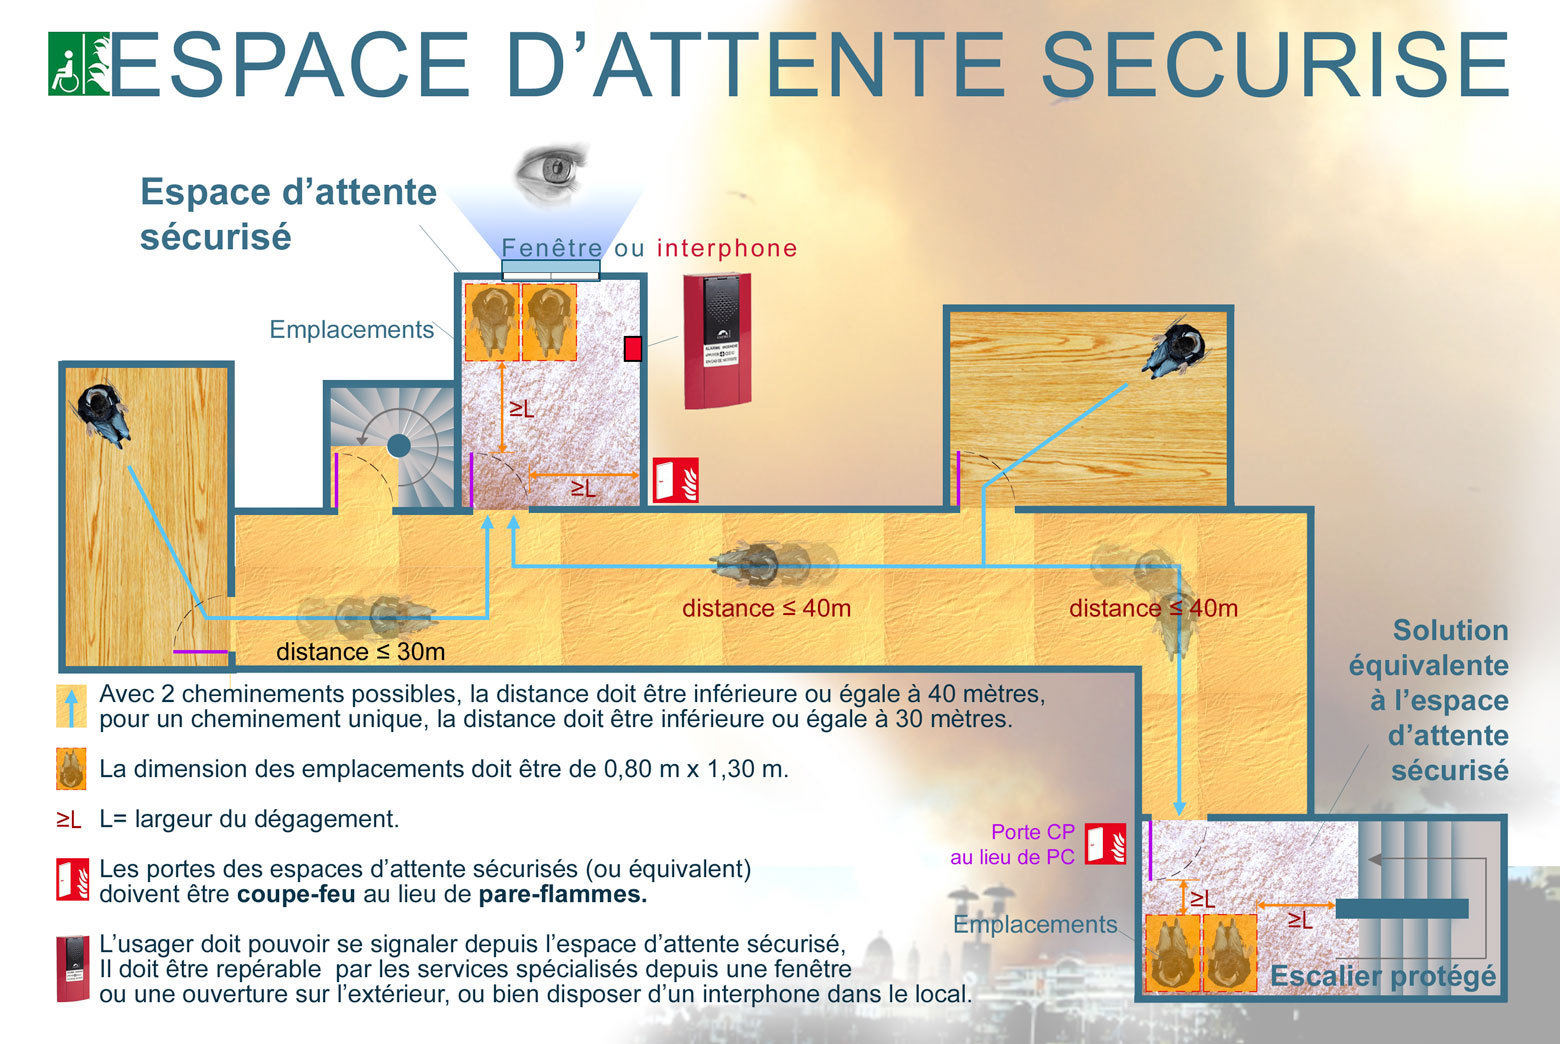 ESPACE D'ATTENTE SECURISE
Espace d'attente
sécurisé
Fenêtre ou interphone
Emplacements
≥L
≥L
distance ≤ 40m
distance ≤ 40m
distance ≤ 30m
Solution
équivalente
à l'espace
d'attente
sécurisé
Avec 2 cheminements possibles, la distance doit être inférieure ou égale à 40 mètres,
pour un cheminement unique, la distance doit être inférieure ou égale à 30 mètres.
La dimension des emplacements doit être de 0,80 m x 1,30 m.
≥L L= largeur du dégagement.
Les portes des espaces d'attente sécurisés (ou équivalent)
doivent être coupe-feu au lieu de pare-flammes.
L'usager doit pouvoir se signaler depuis l'espace d'attente sécurisé,
Il doit être repérable par les services spécialisés depuis une fenêtre
ou une ouverture sur l'extérieur, ou bien disposer d'un interphone dans le local.
Porte CP
au lieu de PC
≥L
≥L
Emplacements
Escalier protégé